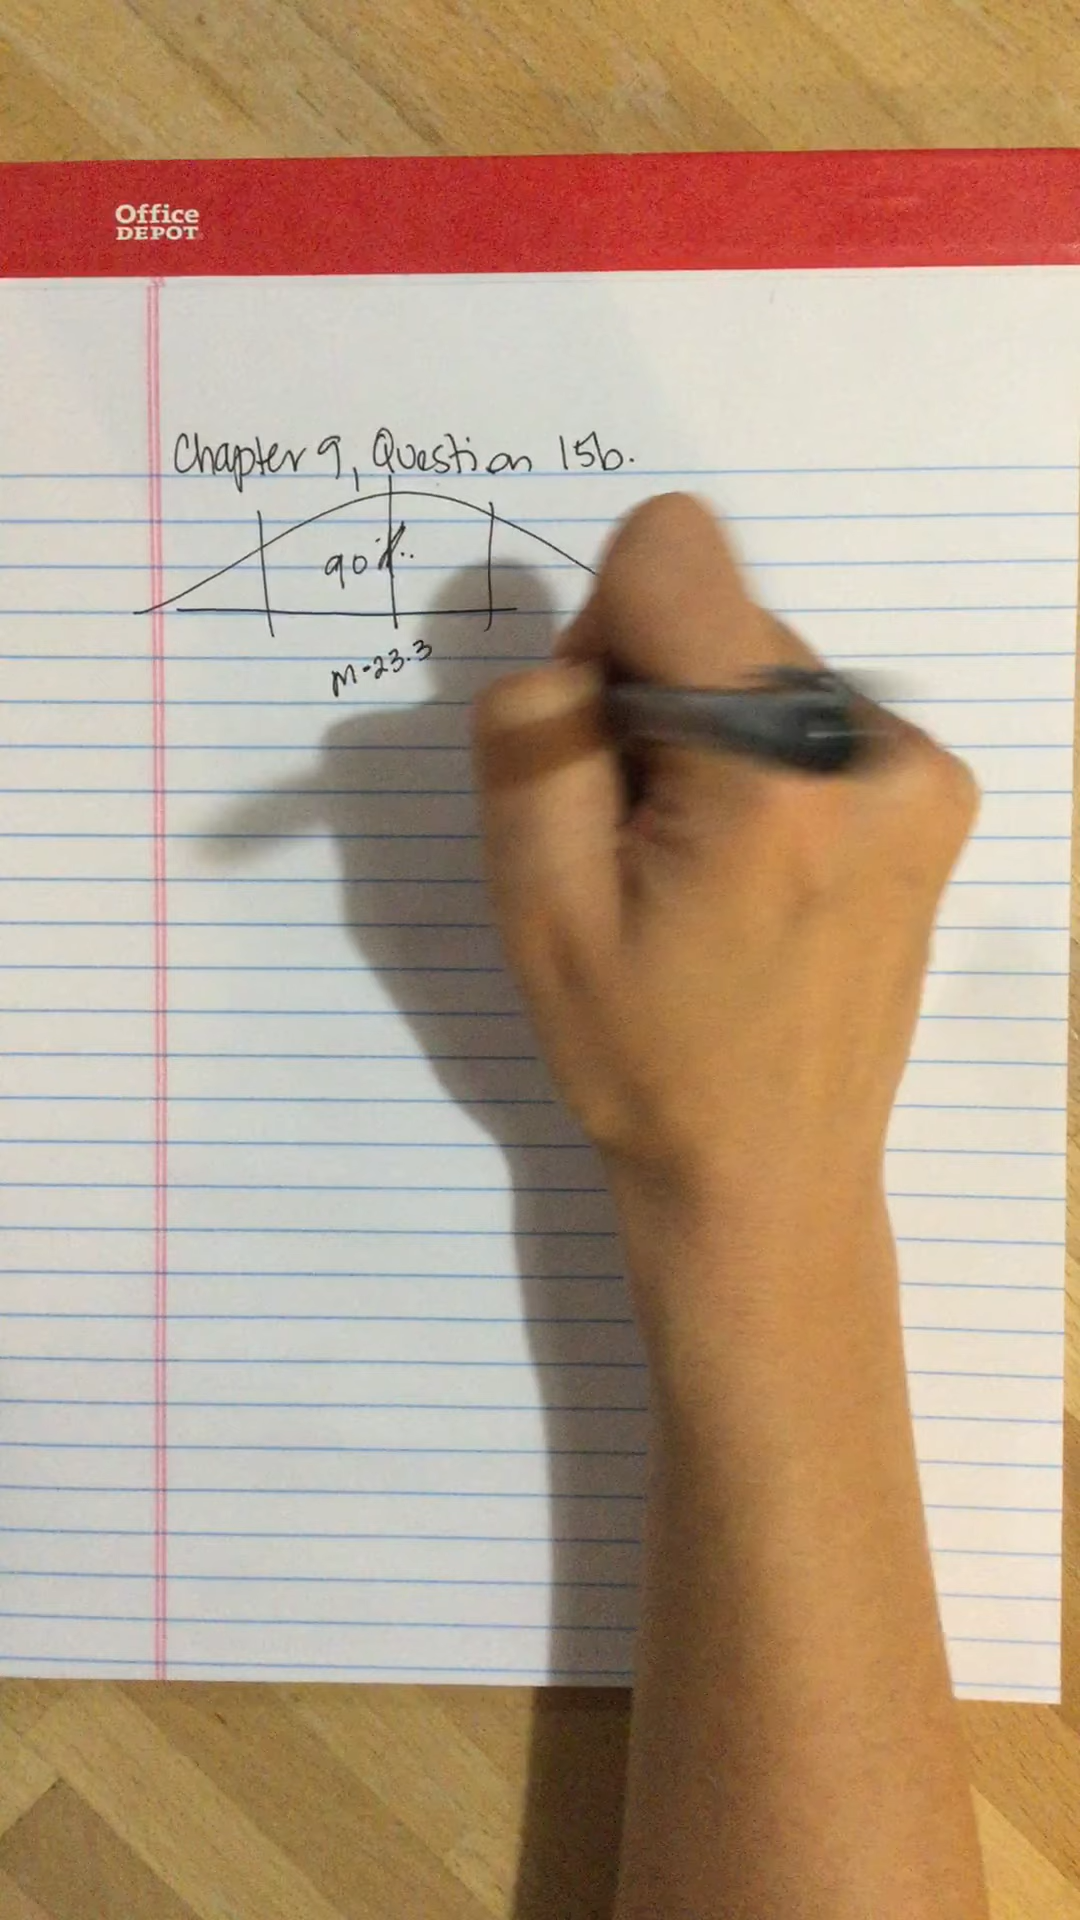 Office
DEPOT
Chapter 9, Question 15b.
90%
M=23.3